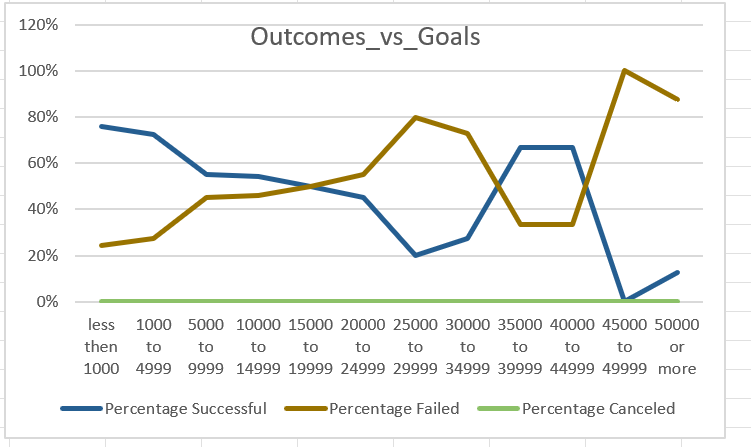 Outcomes_vs_Goals
120%
100%
80%
60%
40%
20%
0%
less then 1000
1000 to 4999
5000 to 9999
10000 to 14999
15000 to 19999
20000 to 24999
25000 to 29999
30000 to 34999
35000 to 39999
40000 to 44999
45000 to 49999
50000 or more
Percentage Successful
Percentage Failed
Percentage Canceled